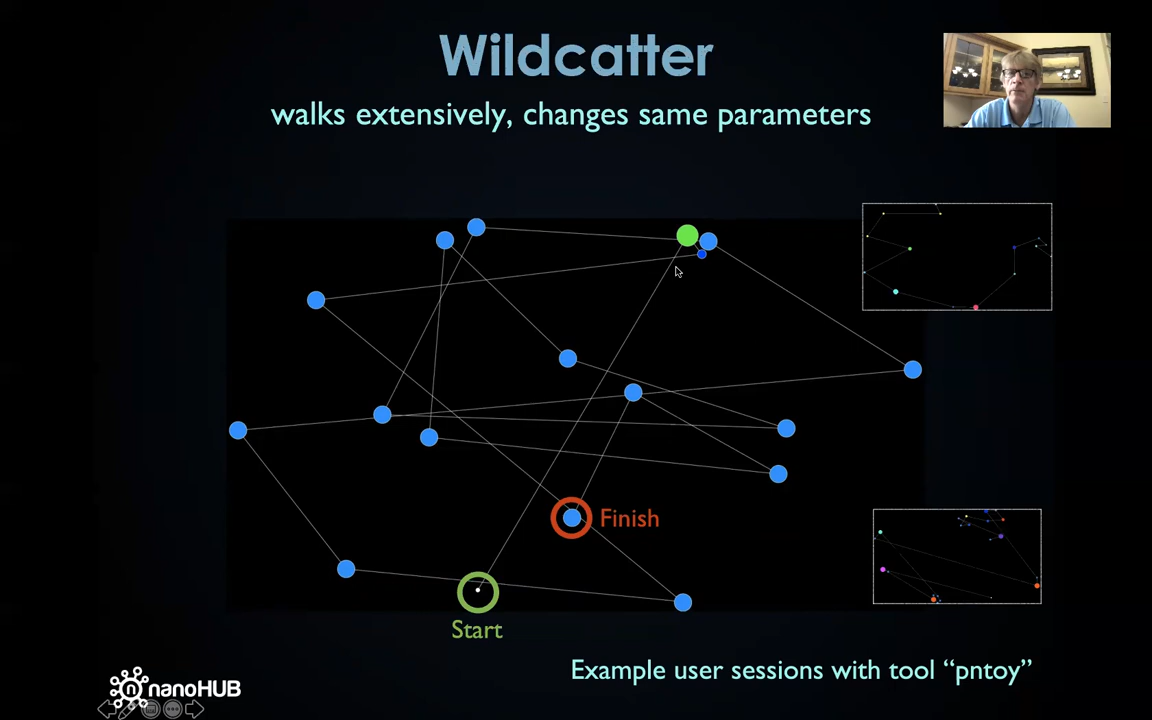 Wildcatter
walks extensively, changes same parameters
Finish
Start
Example user sessions with tool “pntoy”
nanoHUB